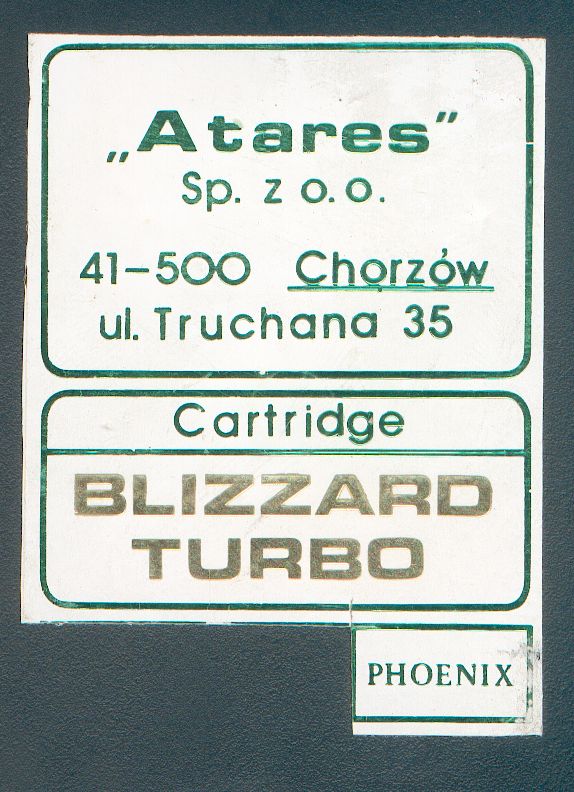 „Atares”
Sp. z o.o.
41-500 Chorzów
ul. Truchana 35
Cartridge
BLIZZARD
TURBO
PHOENIX